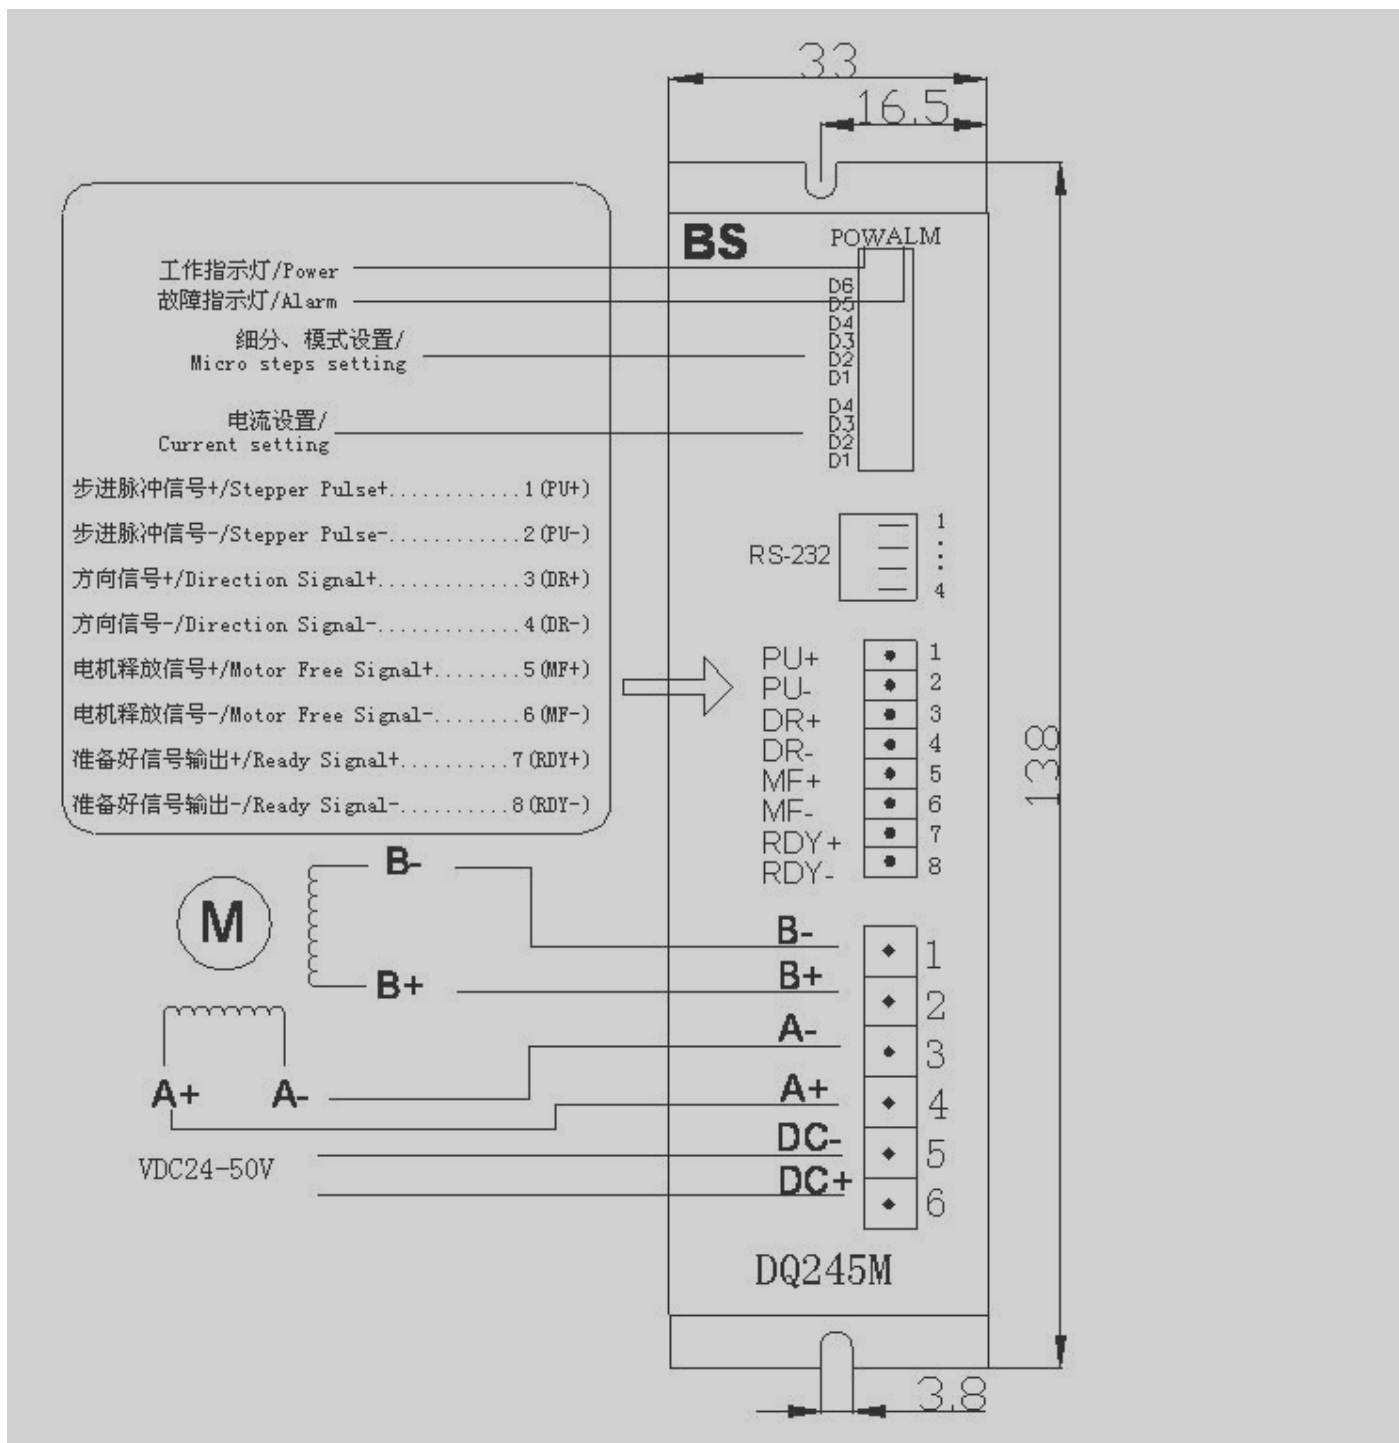 33
16.5
BS
POWALM
工作指示灯/Power
故障指示灯/Alarm
细分、模式设置/
Micro steps setting
电流设置/
Current setting
D6
D5
D4
D3
D2
D1
D4
D3
D2
D1
步进脉冲信号+/Stepper Pulse+............1(PU+)
步进脉冲信号-/Stepper Pulse-............2(PU-)
方向信号+/Direction Signal+.............3(DR+)
方向信号-/Direction Signal-.............4(DR-)
电机释放信号+/Motor Free Signal+........5(MF+)
电机释放信号-/Motor Free Signal-........6(MF-)
准备好信号输出+/Ready Signal+..........7(RDY+)
准备好信号输出-/Ready Signal-..........8(RDY-)
RS-232
1
4
PU+ 1
PU- 2
DR+ 3
DR- 4
MF+ 5
MF- 6
RDY+ 7
RDY- 8
138
M
B-
B+
A+ A-
VDC24-50V
B- 1
B+ 2
A- 3
A+ 4
DC- 5
DC+ 6
DQ245M
3.8